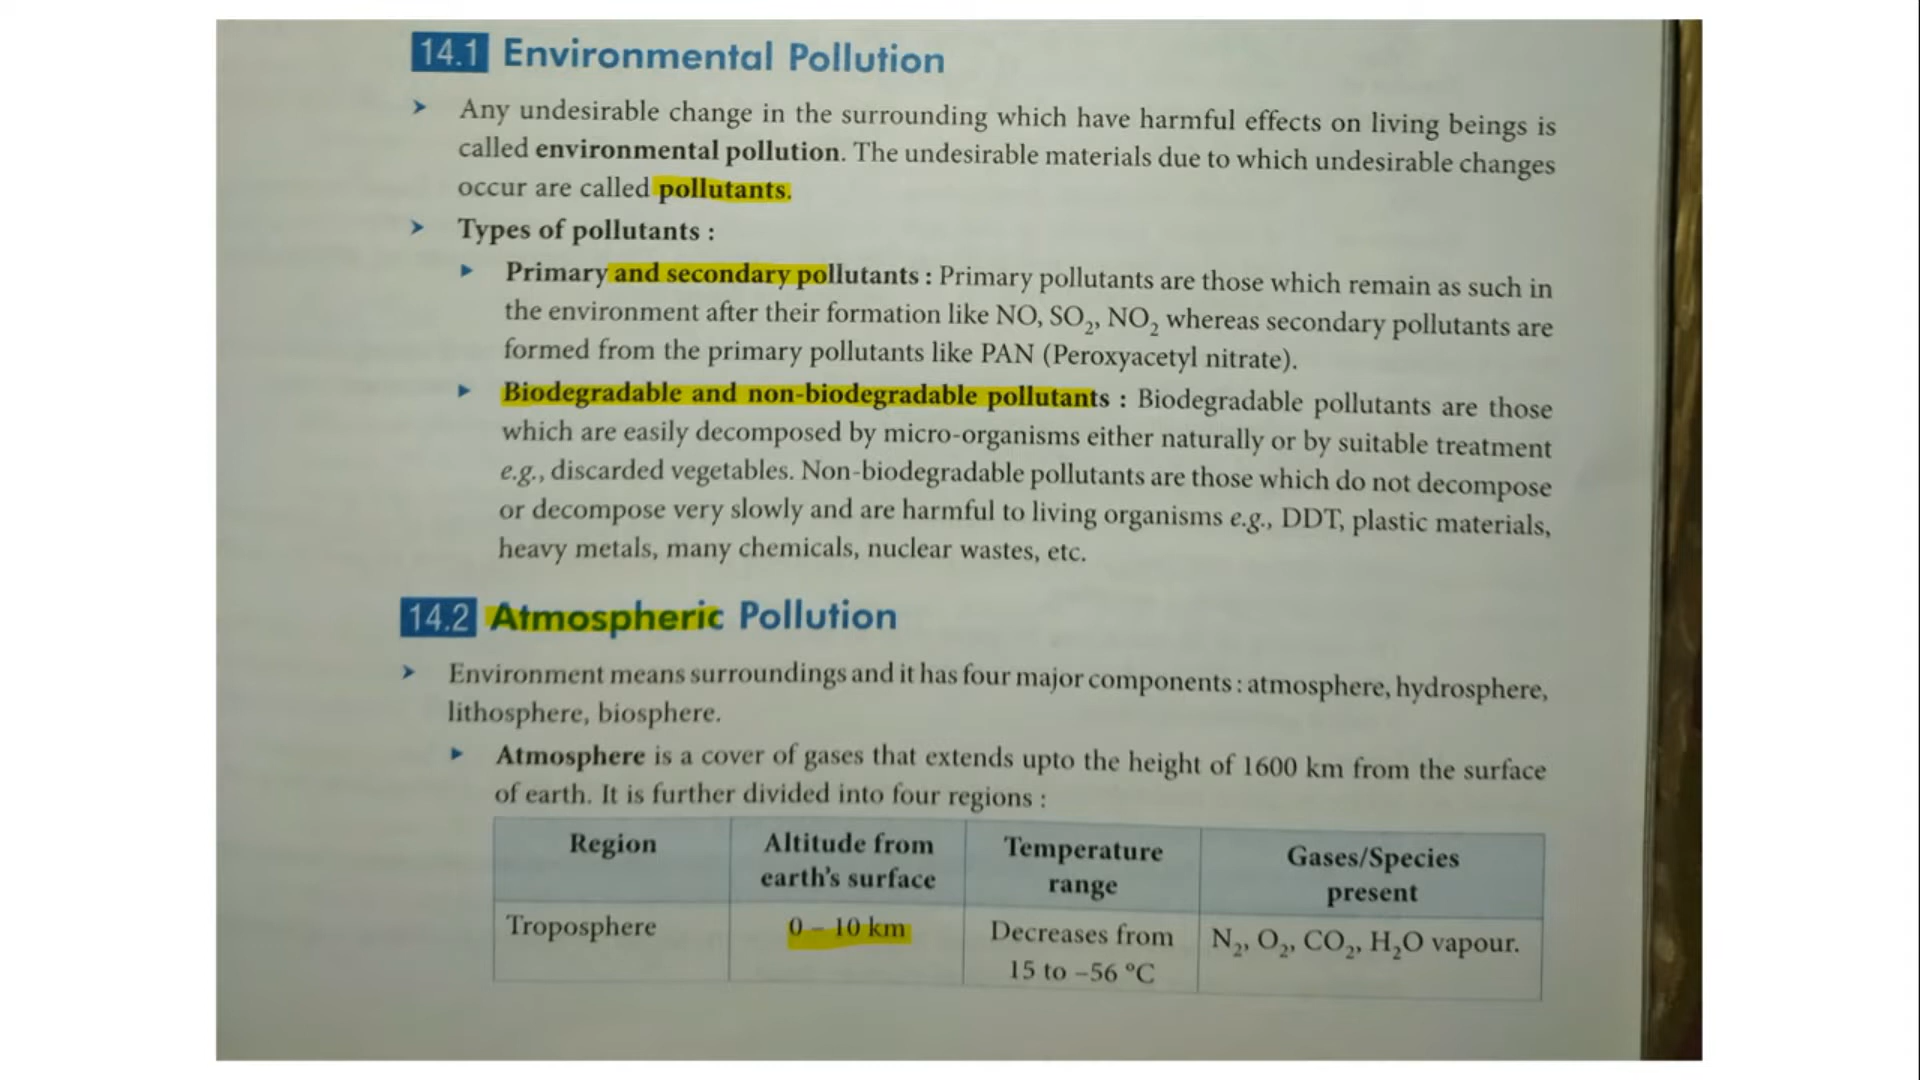 14.1 Environmental Pollution
➤ Any undesirable change in the surrounding which have harmful effects on living beings is
called environmental pollution. The undesirable materials due to which undesirable changes
occur are called pollutants.
➤ Types of pollutants :
► Primary and secondary pollutants : Primary pollutants are those which remain as such in
the environment after their formation like NO, SO₂, NO₂ whereas secondary pollutants are
formed from the primary pollutants like PAN (Peroxyacetyl nitrate).
► Biodegradable and non-biodegradable pollutants : Biodegradable pollutants are those
which are easily decomposed by micro-organisms either naturally or by suitable treatment
e.g., discarded vegetables. Non-biodegradable pollutants are those which do not decompose
or decompose very slowly and are harmful to living organisms e.g., DDT, plastic materials,
heavy metals, many chemicals, nuclear wastes, etc.
14.2 Atmospheric Pollution
➤ Environment means surroundings and it has four major components : atmosphere, hydrosphere,
lithosphere, biosphere.
► Atmosphere is a cover of gases that extends upto the height of 1600 km from the surface
of earth. It is further divided into four regions :
Region
Altitude from
earth's surface
Temperature
range
Gases/Species
present
Troposphere
0 – 10 km
Decreases from
15 to –56 °C
N₂, O₂, CO₂, H₂O vapour.